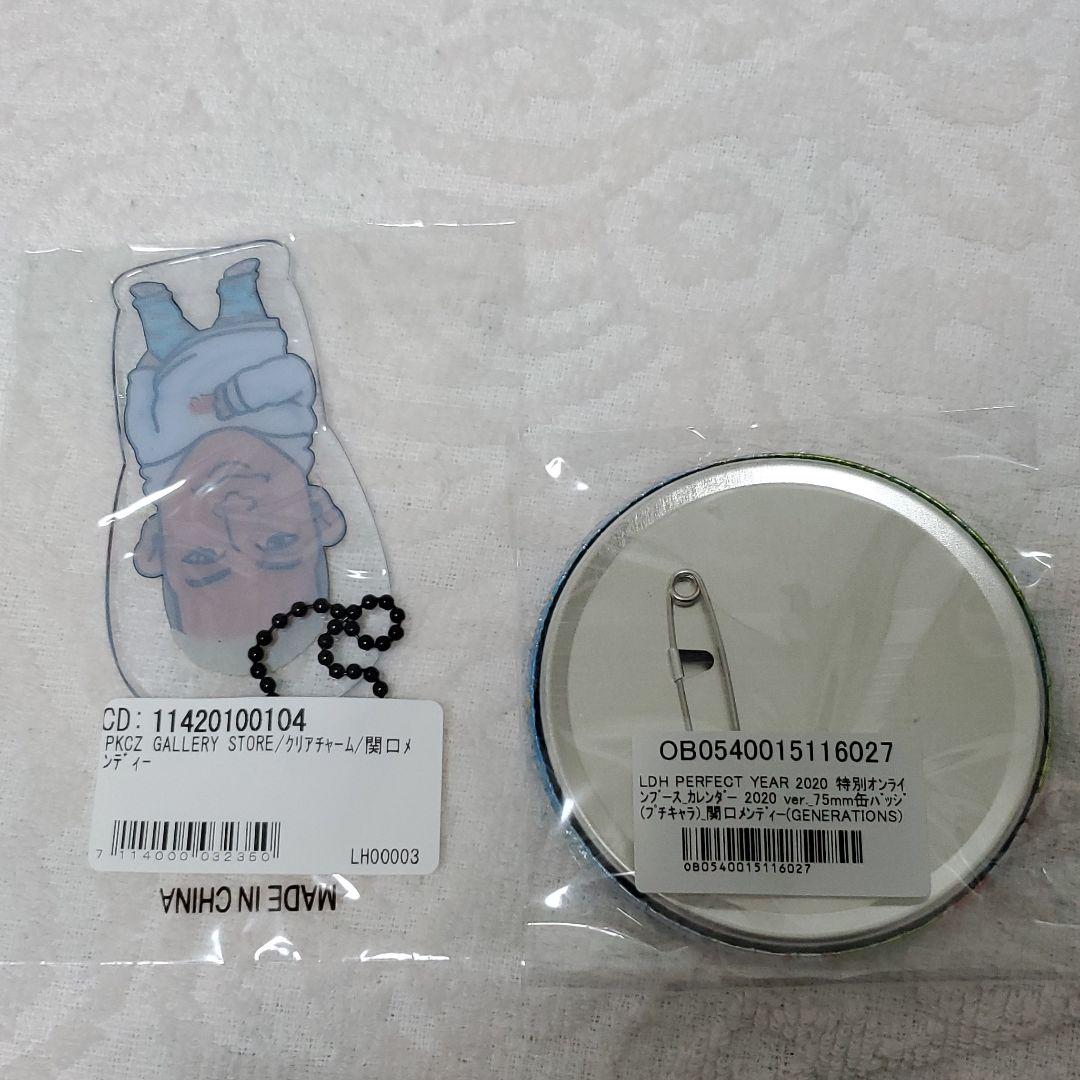 CD: 11420100104
PKCZ GALLERY STORE/クリアチャーム/関口メ
ンディー
7 114000 032350
LH00003
MADE IN CHINA
OB0540015116027
LDH PERFECT YEAR 2020 特別オンライ
ンブース_カレンダー 2020 ver._75mm缶バッジ
(プチキャラ)_関口メンディー(GENERATIONS)
OB0540015116027